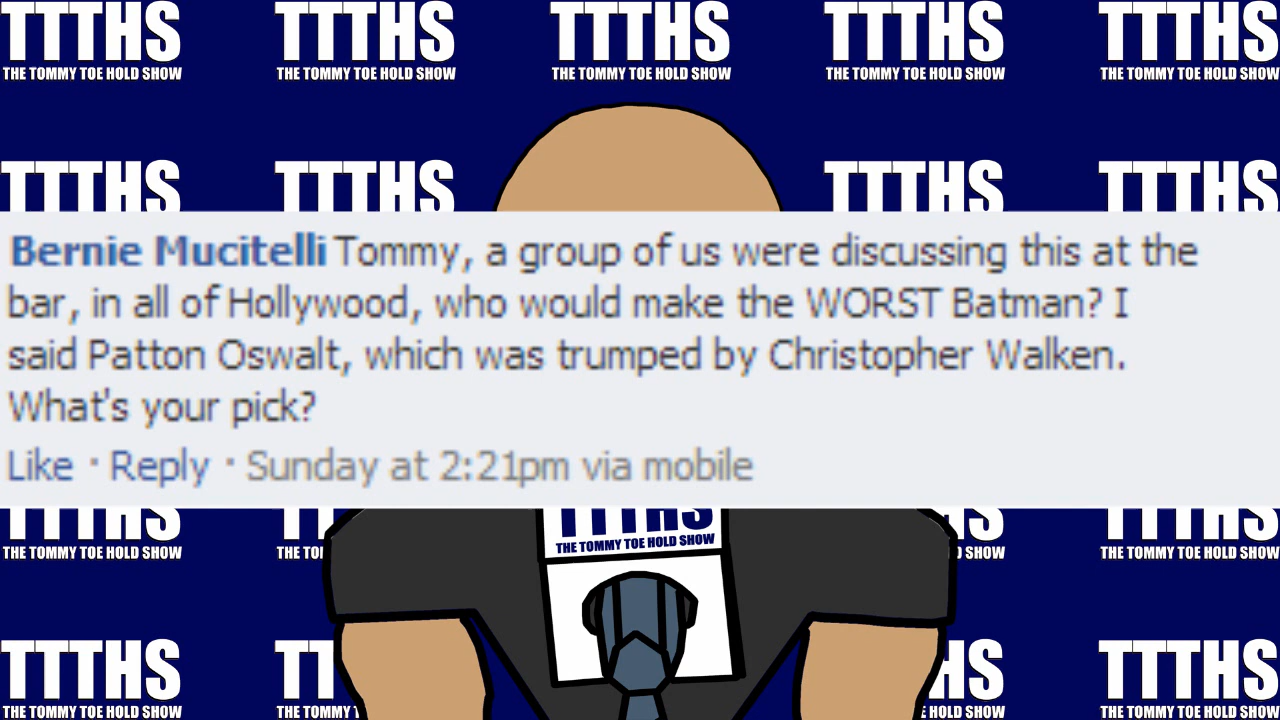 TTTHS TTTHS TTTHS TTTHS TTTHS
THE TOMMY TOE HOLD SHOW THE TOMMY TOE HOLD SHOW THE TOMMY TOE HOLD SHOW THE TOMMY TOE HOLD SHOW THE TOMMY TOE HOLD SHOW
TTTHS TTTHS TTTHS TTTHS
Bernie Mucitelli Tommy, a group of us were discussing this at the
bar, in all of Hollywood, who would make the WORST Batman? I
said Patton Oswalt, which was trumped by Christopher Walken.
What's your pick?
Like · Reply · Sunday at 2:21pm via mobile
TTTHS TT TTTHS HS TTTHS
THE TOMMY TOE HOLD SHOW THE TO THE TOMMY TOE HOLD SHOW SHOW THE TOMMY TOE HOLD SHOW
TTTHS TT HS TTTHS
THE TOMMY TOE HOLD SHOW THE TOMMY HOLD SHOW THE TOMMY TOE HOLD SHOW